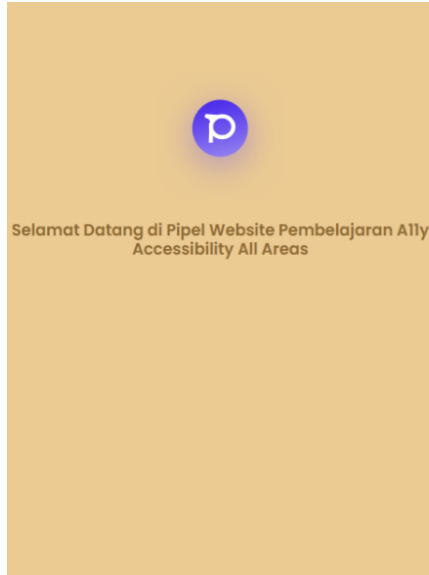 p
Selamat Datang di Pipel Website Pembelajaran A11y
Accessibility All Areas